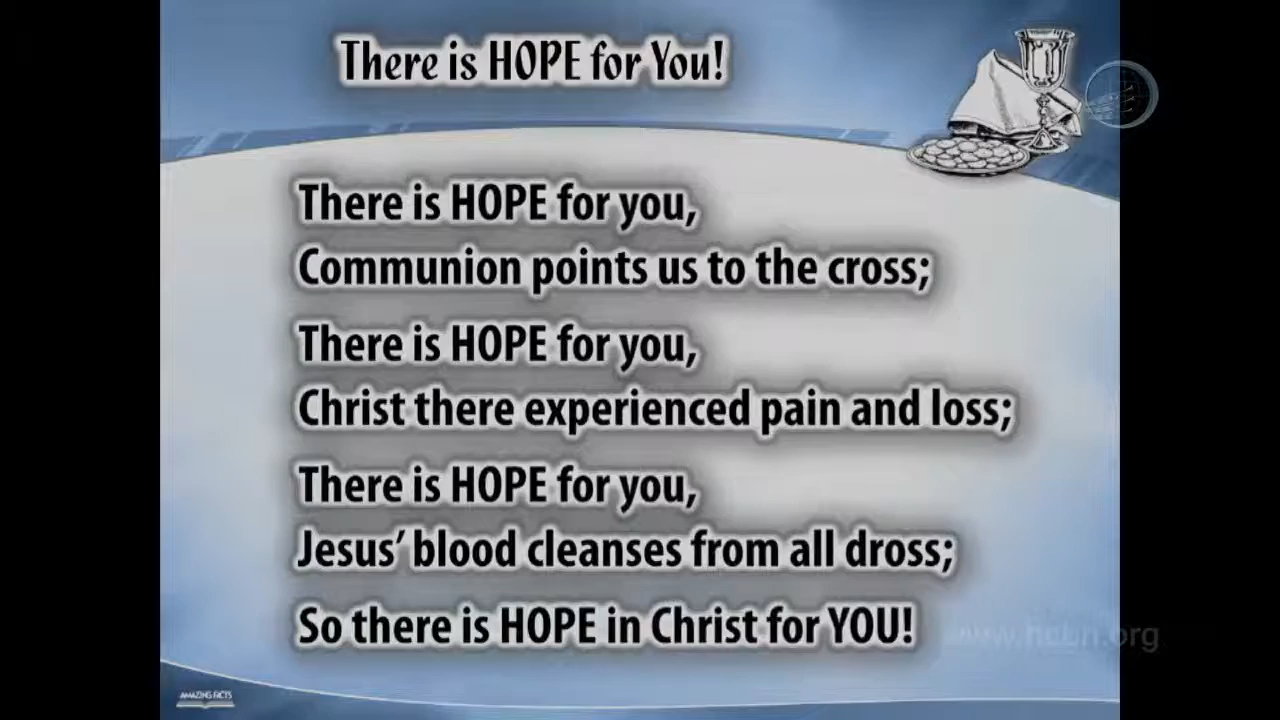 There is HOPE for You!
There is HOPE for you,
Communion points us to the cross;
There is HOPE for you,
Christ there experienced pain and loss;
There is HOPE for you,
Jesus’ blood cleanses from all dross;
So there is HOPE in Christ for YOU!
AMAZING FACTS